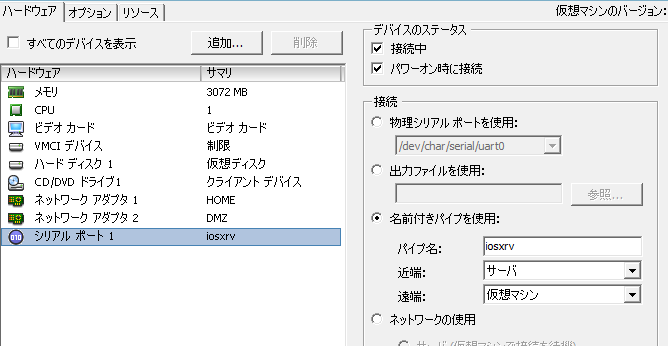 ハードウェア オプション リソース 仮想マシンのバージョン:
すべてのデバイスを表示 追加... 削除
ハードウェア サマリ
メモリ 3072 MB
CPU 1
ビデオ カード ビデオ カード
VMCI デバイス 制限
ハード ディスク 1 仮想ディスク
CD/DVD ドライブ1 クライアント デバイス
ネットワーク アダプタ 1 HOME
ネットワーク アダプタ 2 DMZ
シリアル ポート 1 iosxrv
デバイスのステータス
接続中
パワーオン時に接続
接続
物理シリアル ポートを使用:
/dev/char/serial/uart0
出力ファイルを使用:
参照...
名前付きパイプを使用:
パイプ名: iosxrv
近端: サーバ
遠端: 仮想マシン
ネットワークの使用